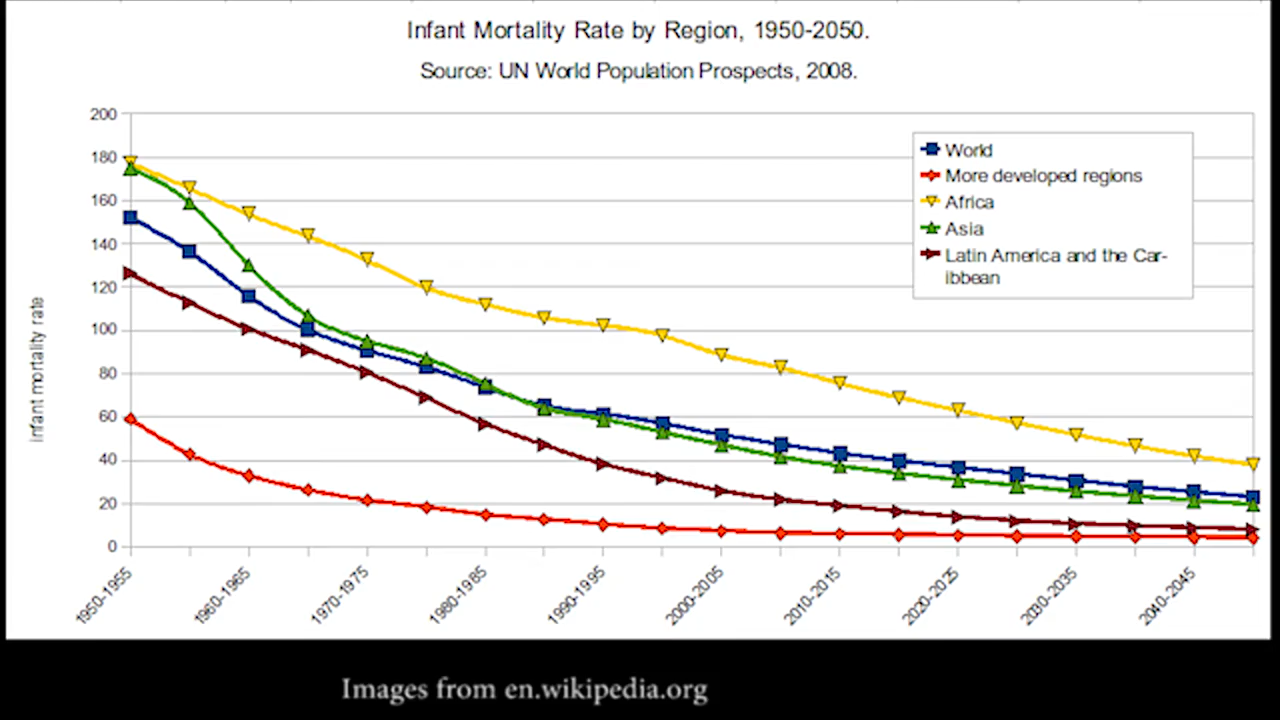 Infant Mortality Rate by Region, 1950-2050.
Source: UN World Population Prospects, 2008.
200
180
160
140
120
100
80
60
40
20
0
infant mortality rate
World
More developed regions
Africa
Asia
Latin America and the Car-
ibbean
1950-1955
1960-1965
1970-1975
1980-1985
1990-1995
2000-2005
2010-2015
2020-2025
2030-2035
2040-2045
Images from en.wikipedia.org